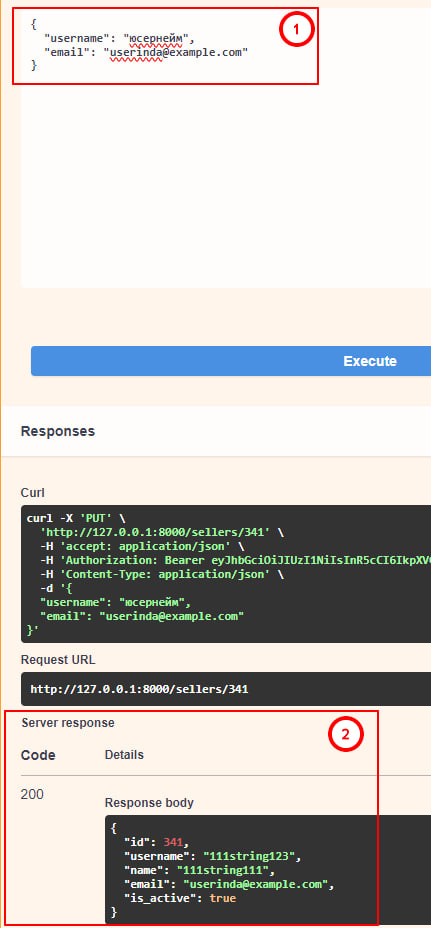 {
"username": "юсернейм",
"email": "userinda@example.com"
}
1
Execute
Responses
Curl
curl -X 'PUT' \
'http://127.0.0.1:8000/sellers/341' \
-H 'accept: application/json' \
-H 'Authorization: Bearer eyJhbGciOiJIUzI1NiIsInR5cCI6IkpXV
-H 'Content-Type: application/json' \
-d '{
"username": "юсернейм",
"email": "userinda@example.com"
}'
Request URL
http://127.0.0.1:8000/sellers/341
Server response
2
Code Details
200
Response body
{
"id": 341,
"username": "111string123",
"name": "111string111",
"email": "userinda@example.com",
"is_active": true
}